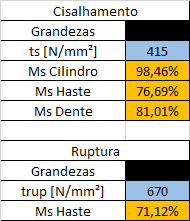 Cisalhamento
Grandezas
ts [N/mm²] 415
Ms Cilindro 98,46%
Ms Haste 76,69%
Ms Dente 81,01%
Ruptura
Grandezas
trup [N/mm²] 670
Ms Haste 71,12%